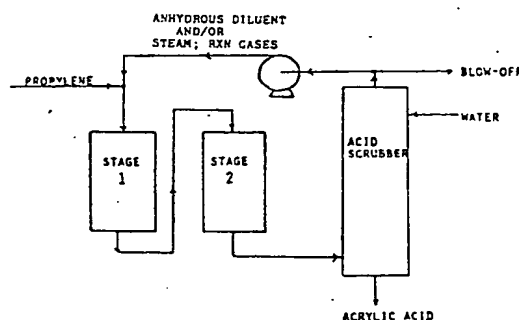 ANHYDROUS DILUENT
AND/OR
STEAM; RXN GASES
PROPYLENE
BLOW-OFF
WATER
ACID
SCRUBBER
STAGE
1
STAGE
2
ACRYLIC ACID